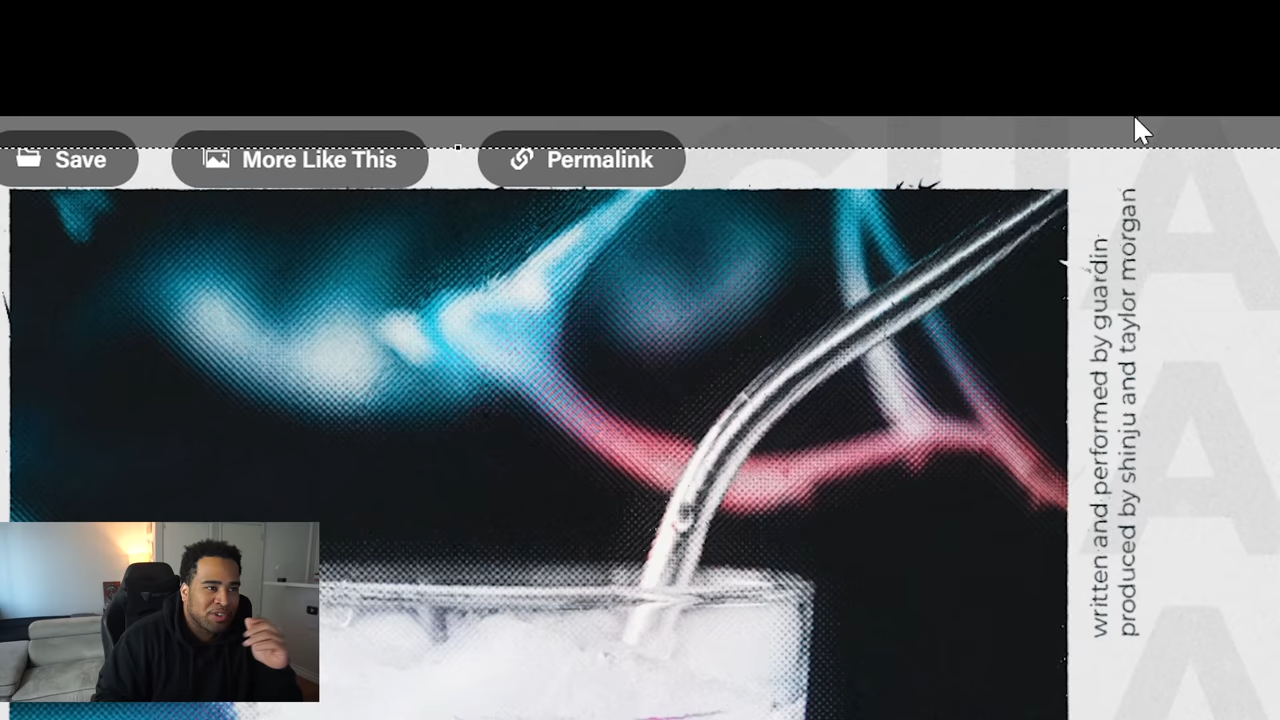 Save
More Like This
Permalink
written and performed by guardin
produced by shinju and taylor morgan